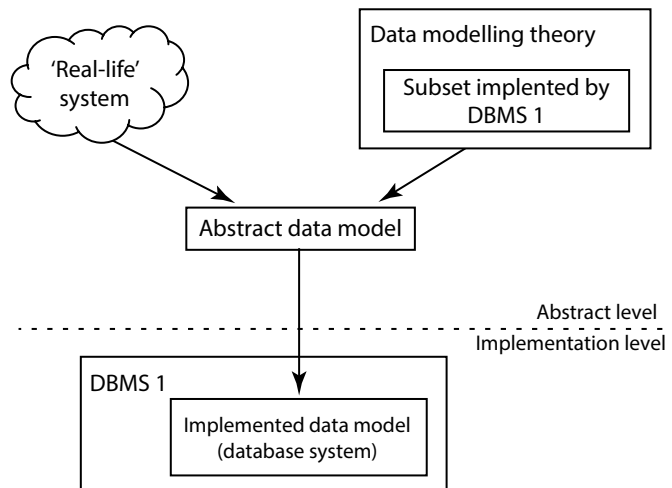 'Real-life'
system
Data modelling theory
Subset implented by
DBMS 1
Abstract data model
Abstract level
Implementation level
DBMS 1
Implemented data model
(database system)